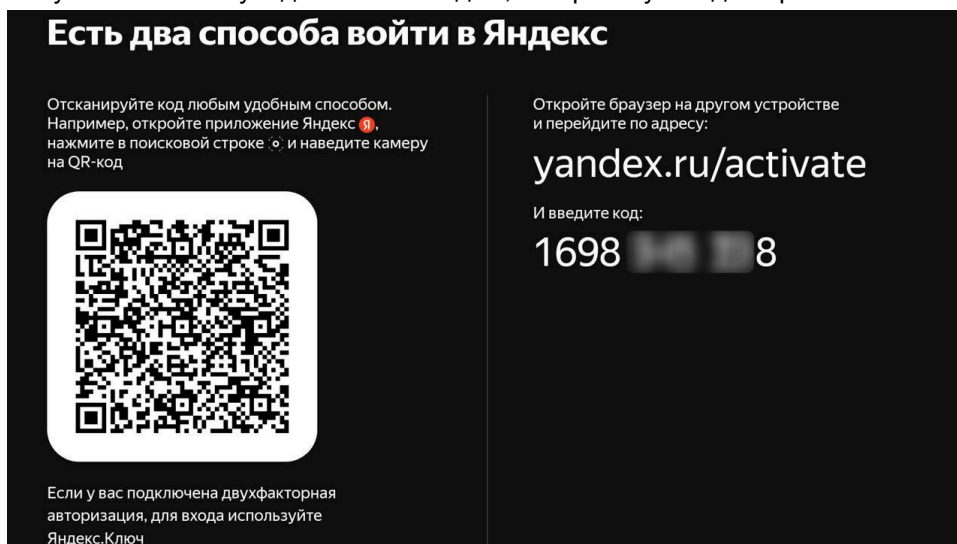 Есть два способа войти в Яндекс
Отсканируйте код любым удобным способом.
Например, откройте приложение Яндекс Я,
нажмите в поисковой строке и наведите камеру
на QR-код
Если у вас подключена двухфакторная
авторизация, для входа используйте
Яндекс.Ключ
Откройте браузер на другом устройстве
и перейдите по адресу:
yandex.ru/activate
И введите код:
1698 8